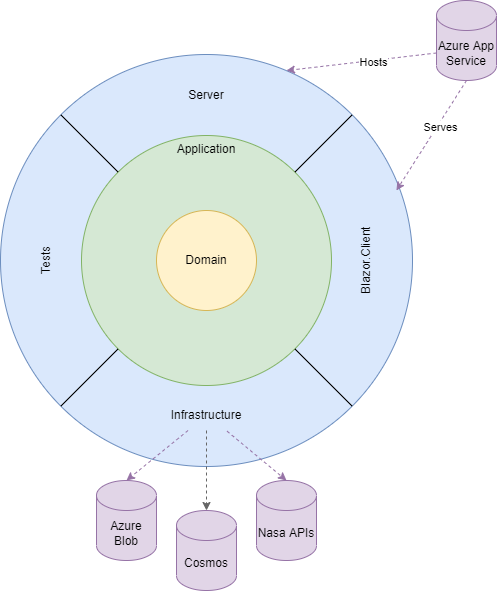 Azure App
Service
Hosts
Server
Serves
Application
Tests
Domain
Blazor.Client
Infrastructure
Azure
Blob
Cosmos
Nasa APIs